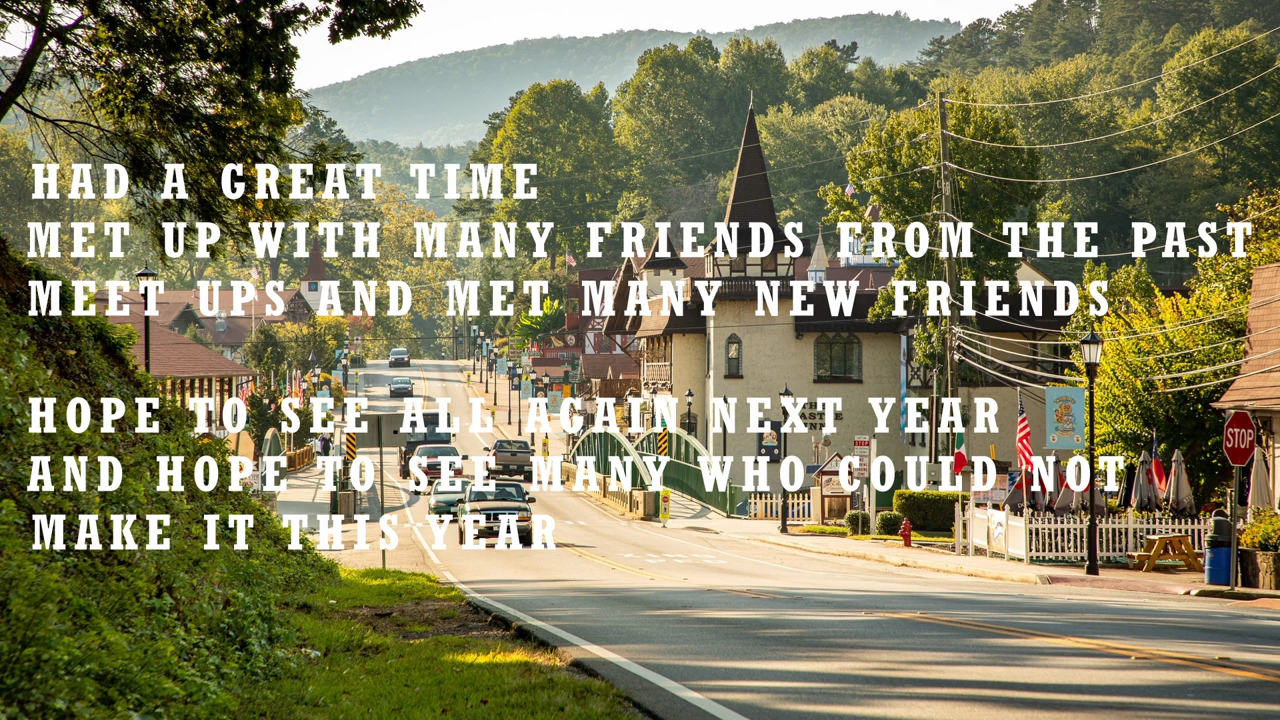 HAD A GREAT TIME
MET UP WITH MANY FRIENDS FROM THE PAST
MEET UPS AND MET MANY NEW FRIENDS
HOPE TO SEE ALL AGAIN NEXT YEAR
AND HOPE TO SEE MANY WHO COULD NOT
MAKE IT THIS YEAR
STOP